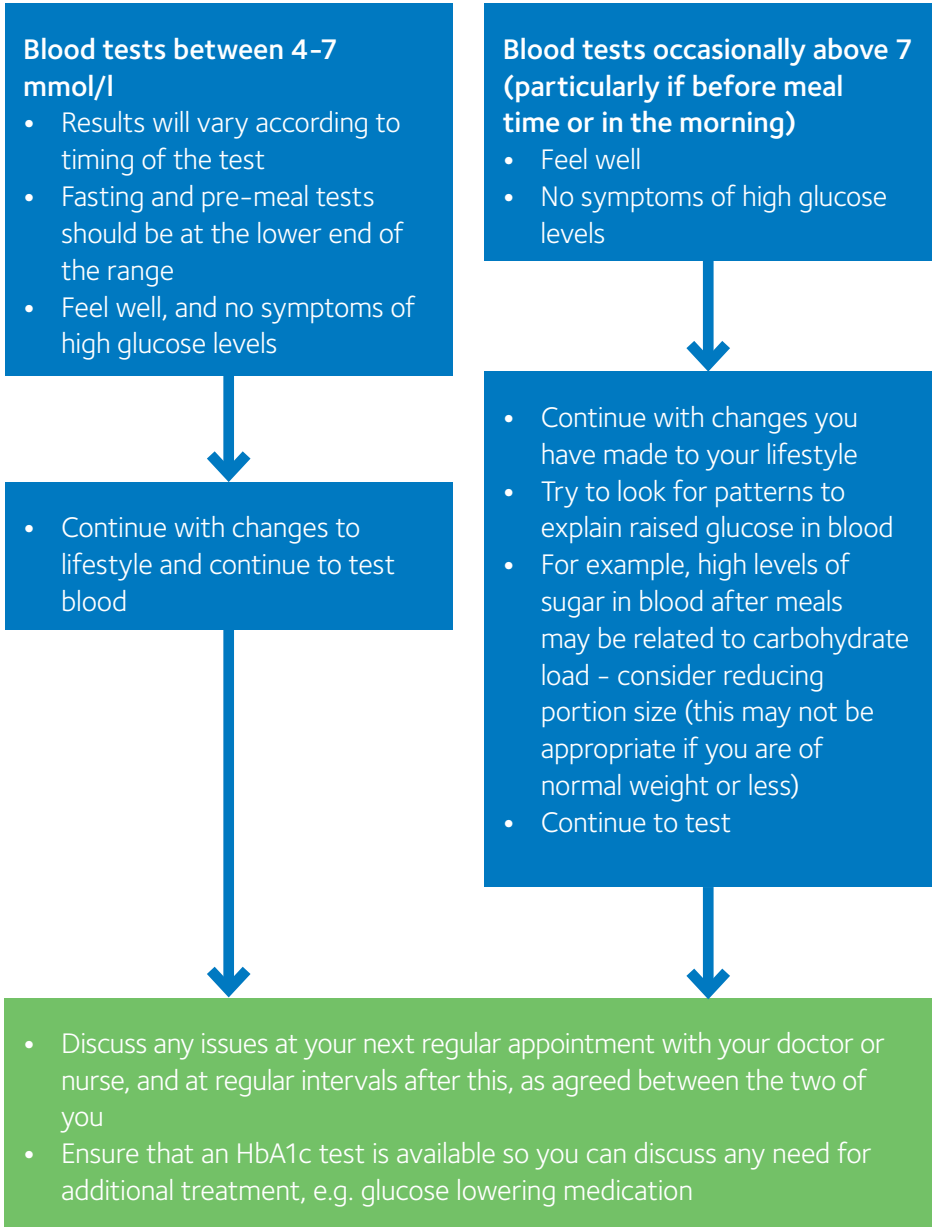 Blood tests between 4-7
mmol/l
• Results will vary according to
timing of the test
• Fasting and pre-meal tests
should be at the lower end of
the range
• Feel well, and no symptoms of
high glucose levels
• Continue with changes to
lifestyle and continue to test
blood
Blood tests occasionally above 7
(particularly if before meal
time or in the morning)
• Feel well
• No symptoms of high glucose
levels
• Continue with changes you
have made to your lifestyle
• Try to look for patterns to
explain raised glucose in blood
• For example, high levels of
sugar in blood after meals
may be related to carbohydrate
load - consider reducing
portion size (this may not be
appropriate if you are of
normal weight or less)
• Continue to test
• Discuss any issues at your next regular appointment with your doctor or
nurse, and at regular intervals after this, as agreed between the two of
you
• Ensure that an HbA1c test is available so you can discuss any need for
additional treatment, e.g. glucose lowering medication